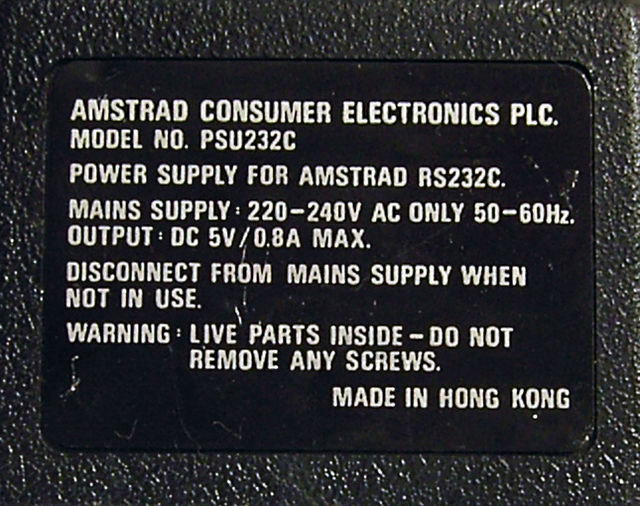 AMSTRAD CONSUMER ELECTRONICS PLC.
MODEL NO. PSU232C
POWER SUPPLY FOR AMSTRAD RS232C.
MAINS SUPPLY: 220-240V AC ONLY 50-60Hz.
OUTPUT: DC 5V/0.8A MAX.
DISCONNECT FROM MAINS SUPPLY WHEN
NOT IN USE.
WARNING: LIVE PARTS INSIDE-DO NOT
REMOVE ANY SCREWS.
MADE IN HONG KONG